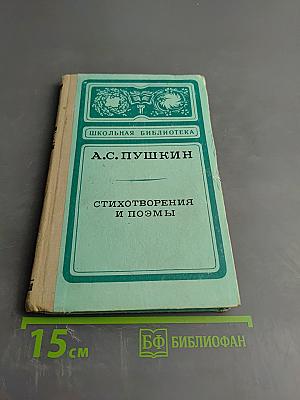 ШКОЛЬНАЯ БИБЛИОТЕКА
А.С.ПУШКИН
СТИХОТВОРЕНИЯ
И ПОЭМЫ
15см
БФ БИБЛИОФАН